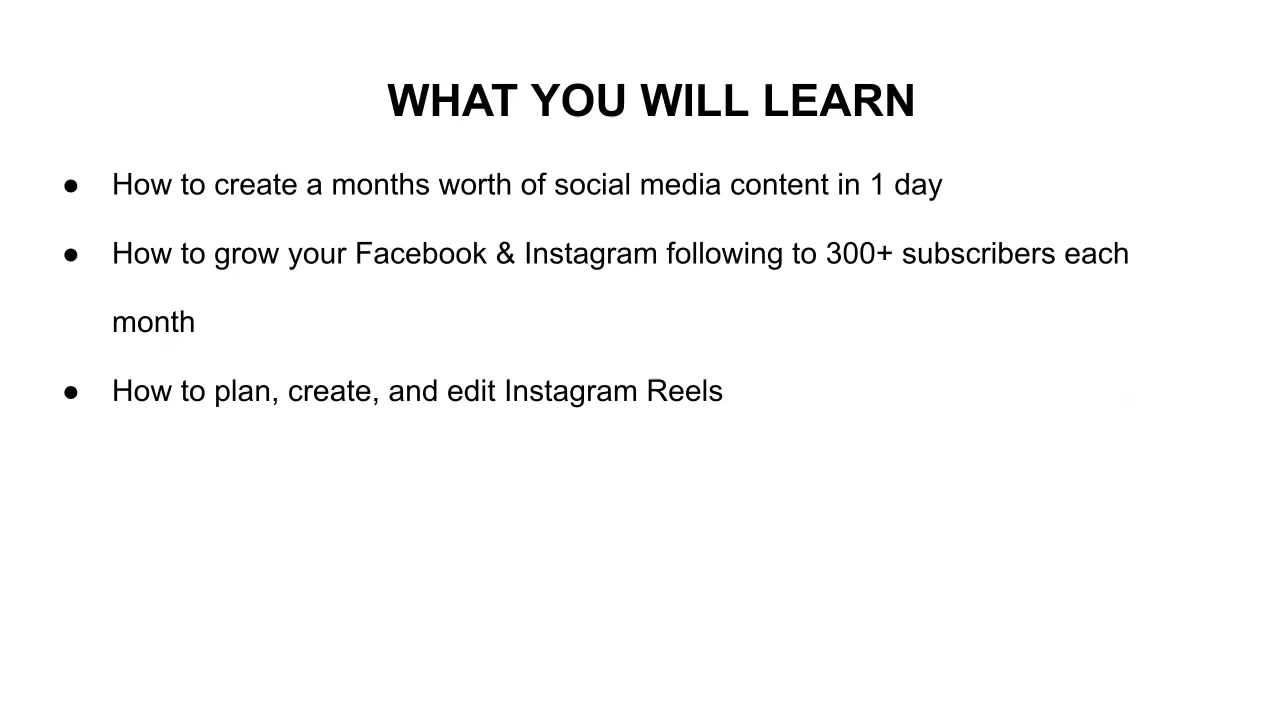 WHAT YOU WILL LEARN
● How to create a months worth of social media content in 1 day
● How to grow your Facebook & Instagram following to 300+ subscribers each
month
● How to plan, create, and edit Instagram Reels